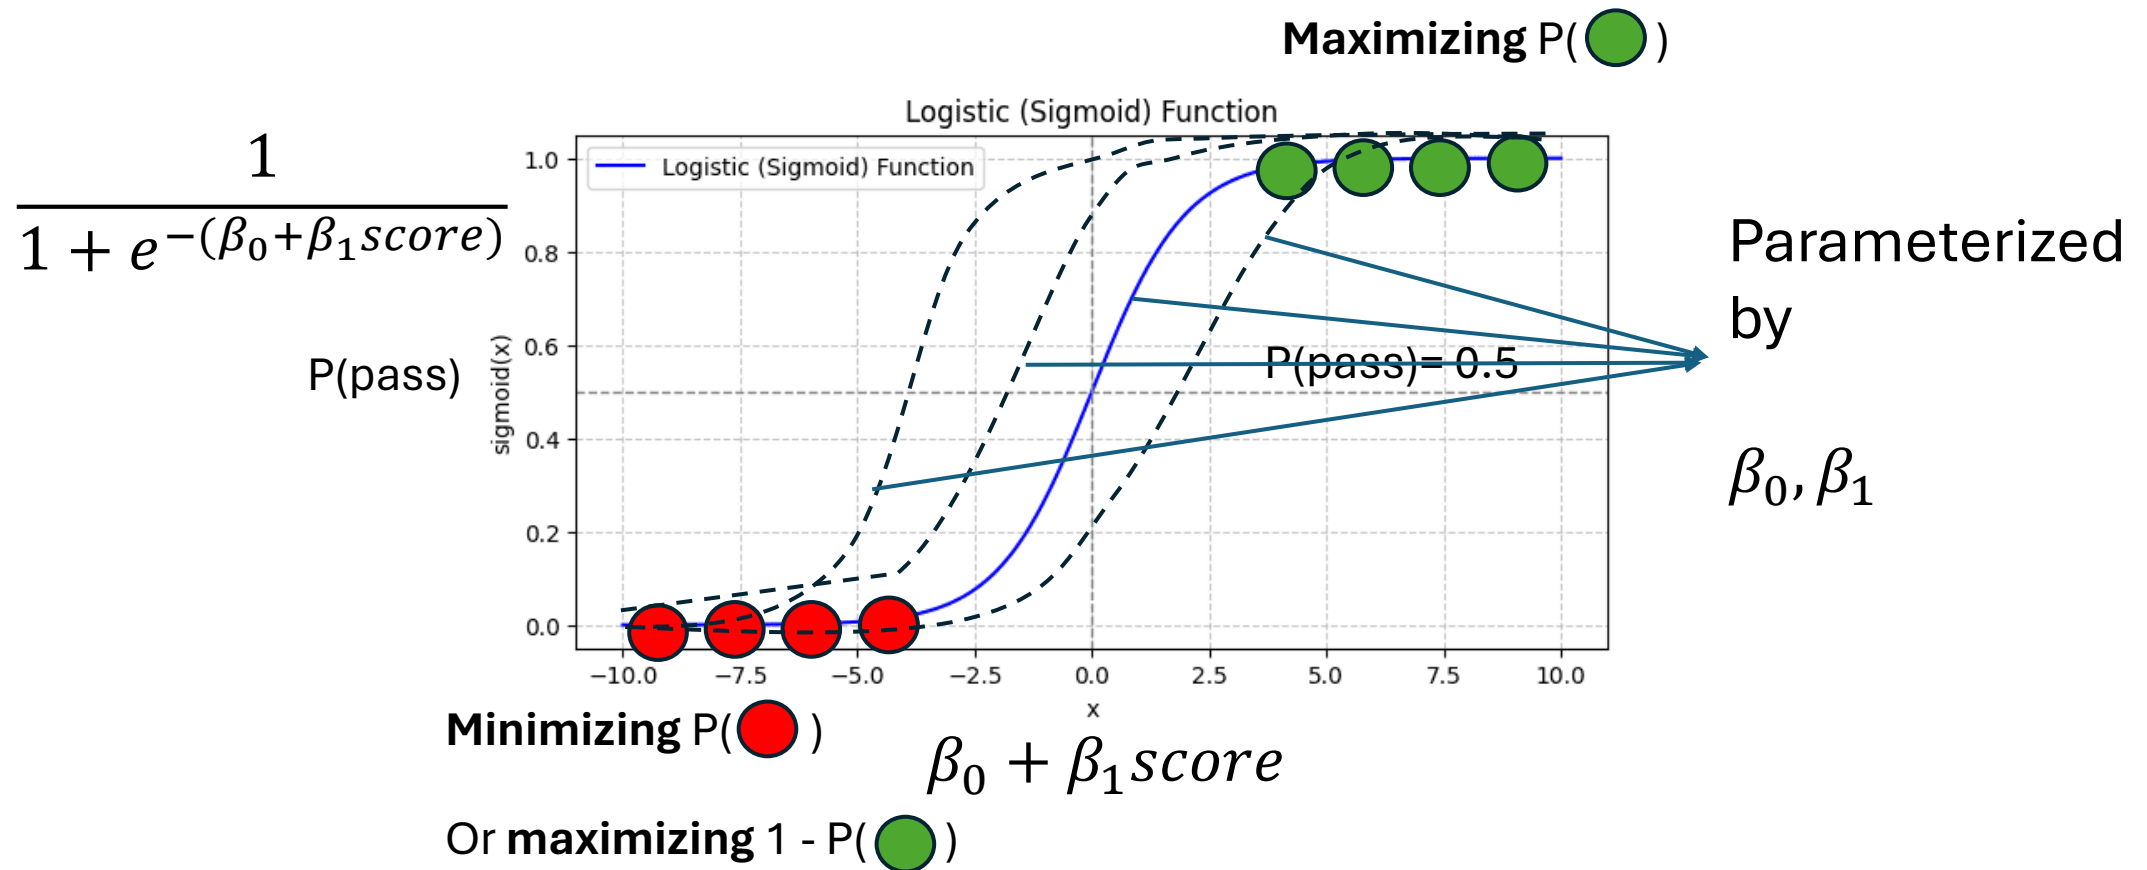 Maximizing P( )
Logistic (Sigmoid) Function
Logistic (Sigmoid) Function
1
1 + e^−(β₀+β₁score)
P(pass)
sigmoid(x)
1.0
0.8
0.6
0.4
0.2
0.0
P(pass)= 0.5
Parameterized
by
β₀, β₁
−10.0 −7.5 −5.0 −2.5 0.0 2.5 5.0 7.5 10.0
x
Minimizing P( )
β₀ + β₁score
Or maximizing 1 - P( )